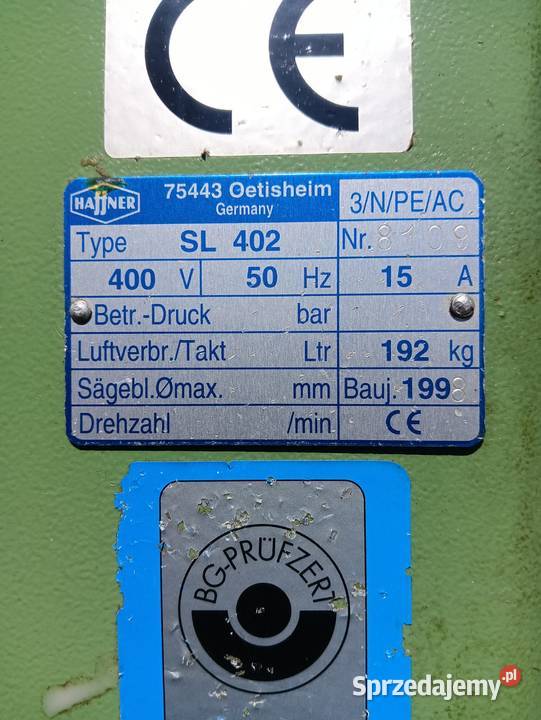 CE
HAFFNER
75443 Oetisheim
Germany
3/N/PE/AC
Type SL 402
Nr. 8109
400 V 50 Hz 15 A
Betr.-Druck bar
Luftverbr./Takt Ltr 192 kg
Sägebl.Ømax. mm Bauj. 1998
Drehzahl /min. CE
BG-PRÜFZERT
Sprzedajemy.pl